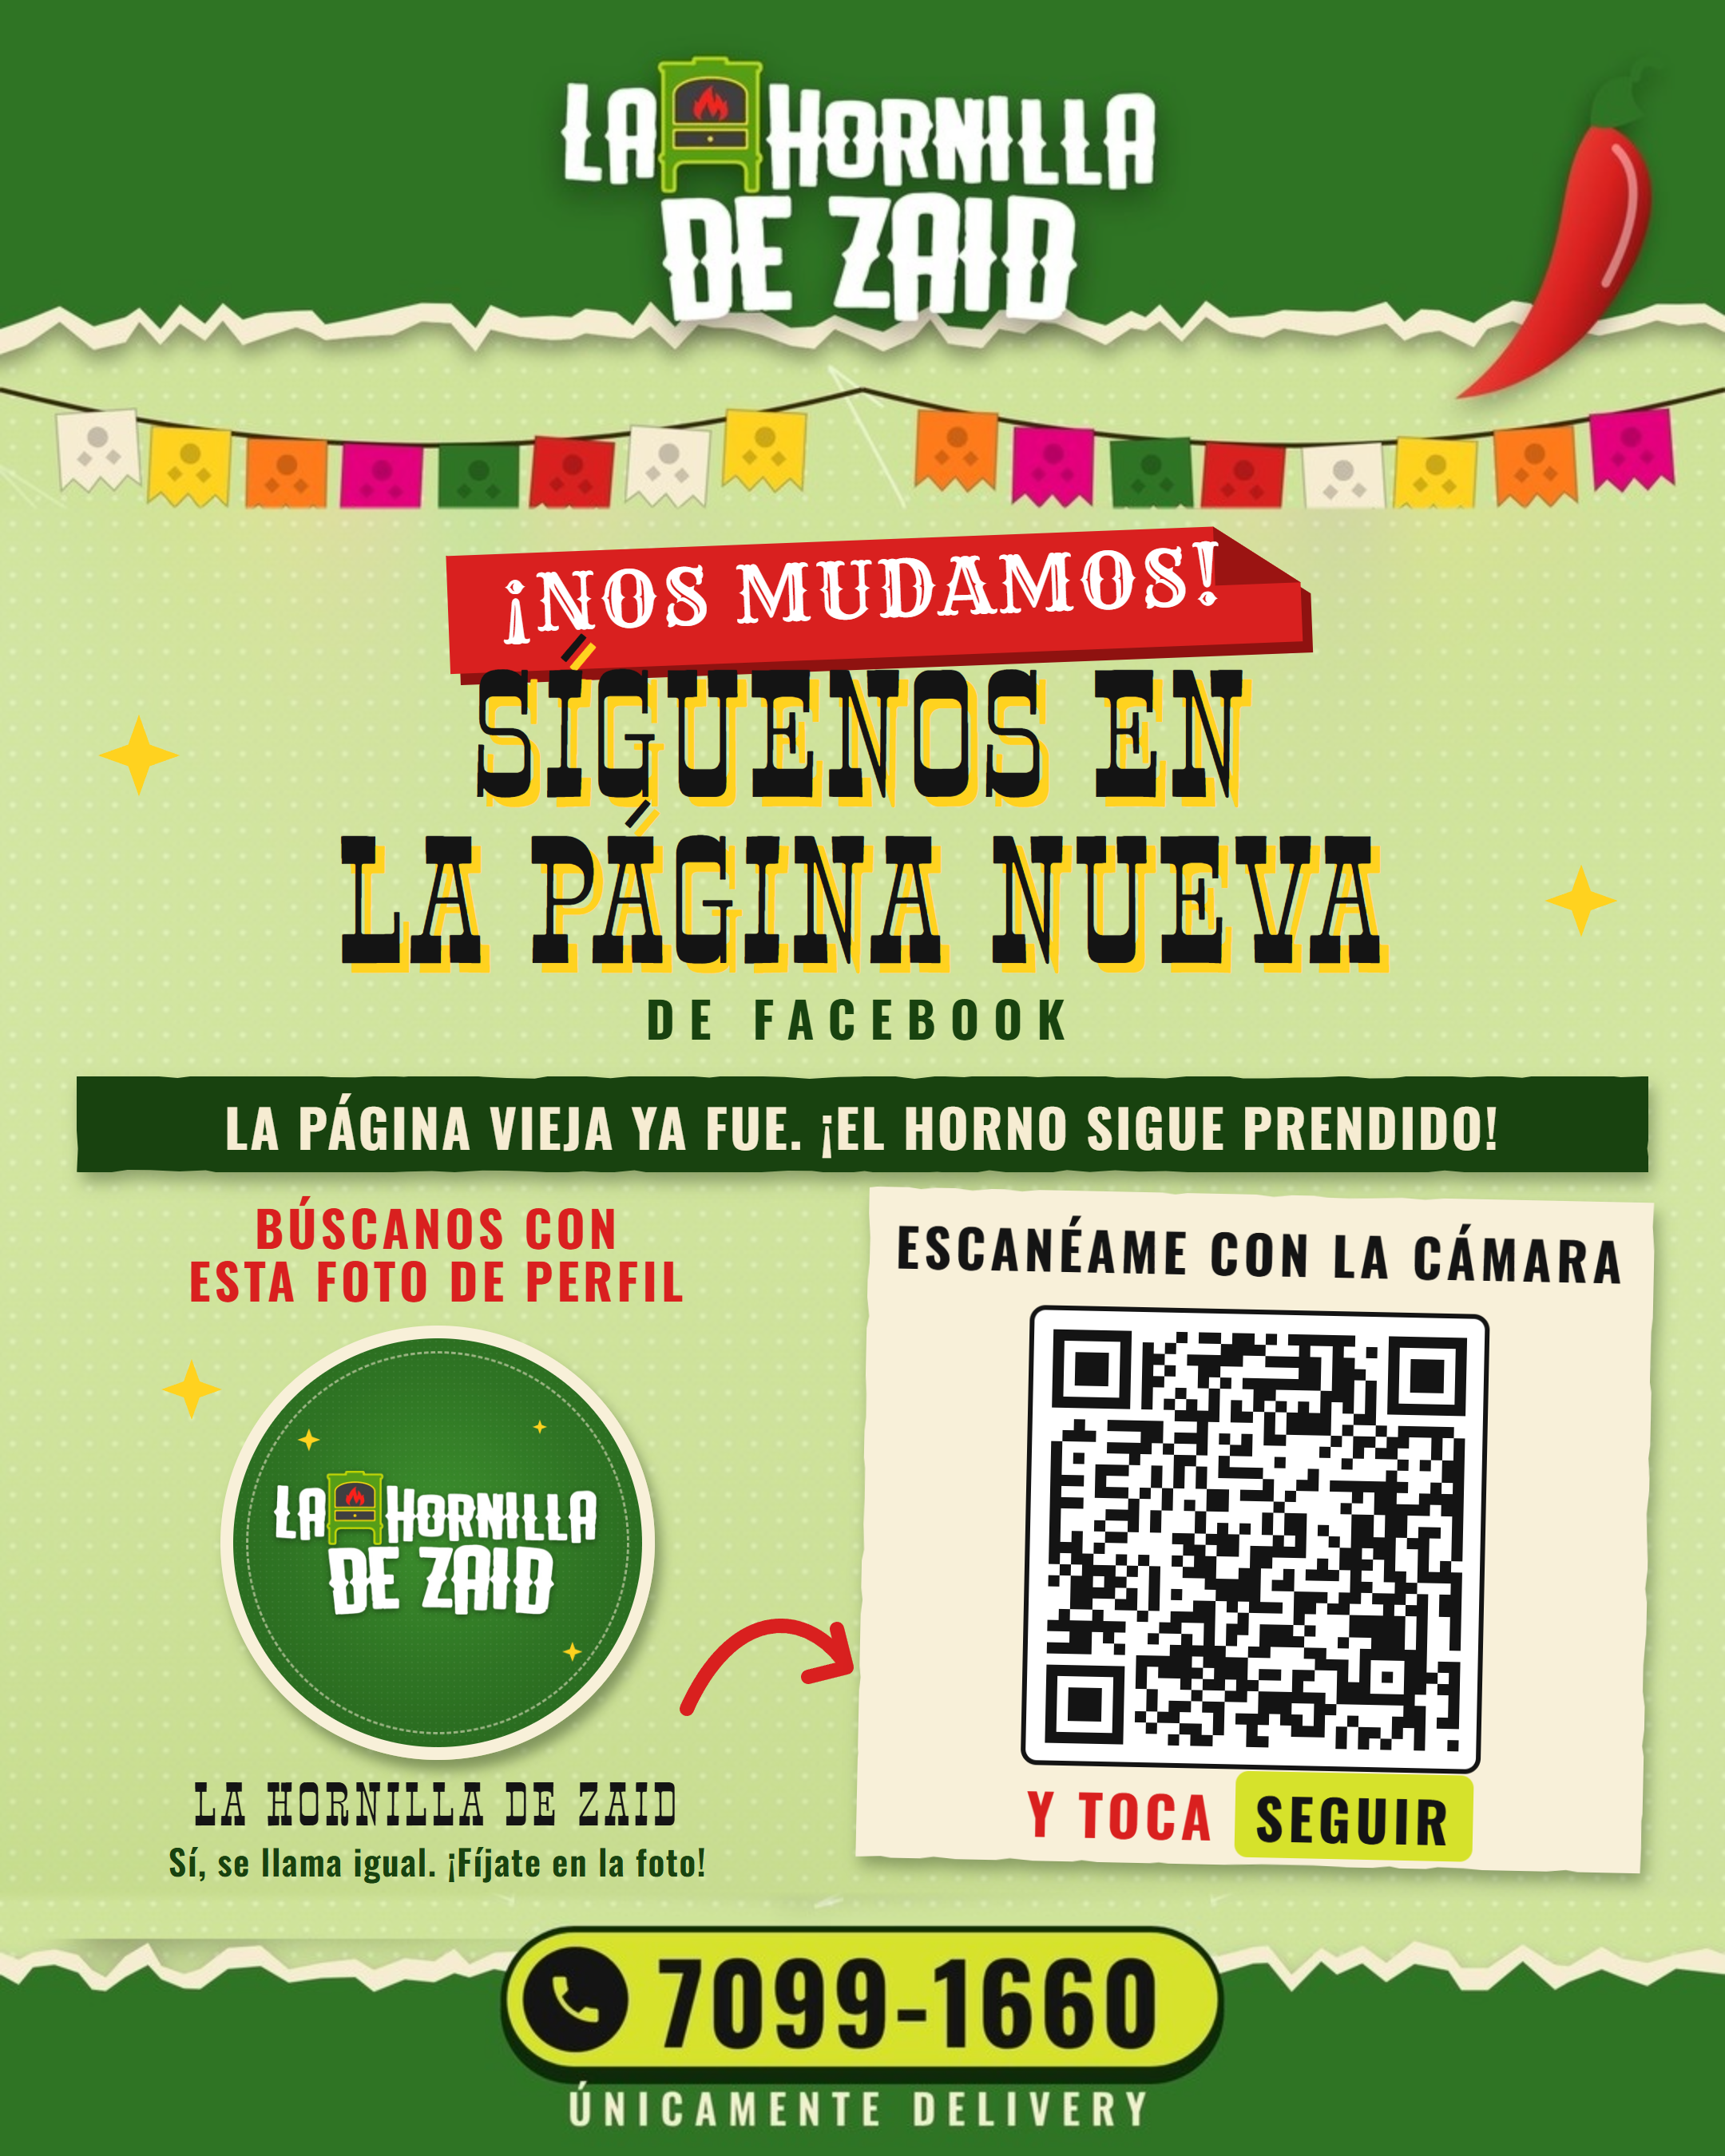 LA HORNILLA
DE ZAID
¡NOS MUDAMOS!
SÍGUENOS EN
LA PÁGINA NUEVA
DE FACEBOOK
LA PÁGINA VIEJA YA FUE. ¡EL HORNO SIGUE PRENDIDO!
BÚSCANOS CON
ESTA FOTO DE PERFIL
LA HORNILLA
DE ZAID
LA HORNILLA DE ZAID
Sí, se llama igual. ¡Fíjate en la foto!
ESCANÉAME CON LA CÁMARA
Y TOCA SEGUIR
7099-1660
ÚNICAMENTE DELIVERY